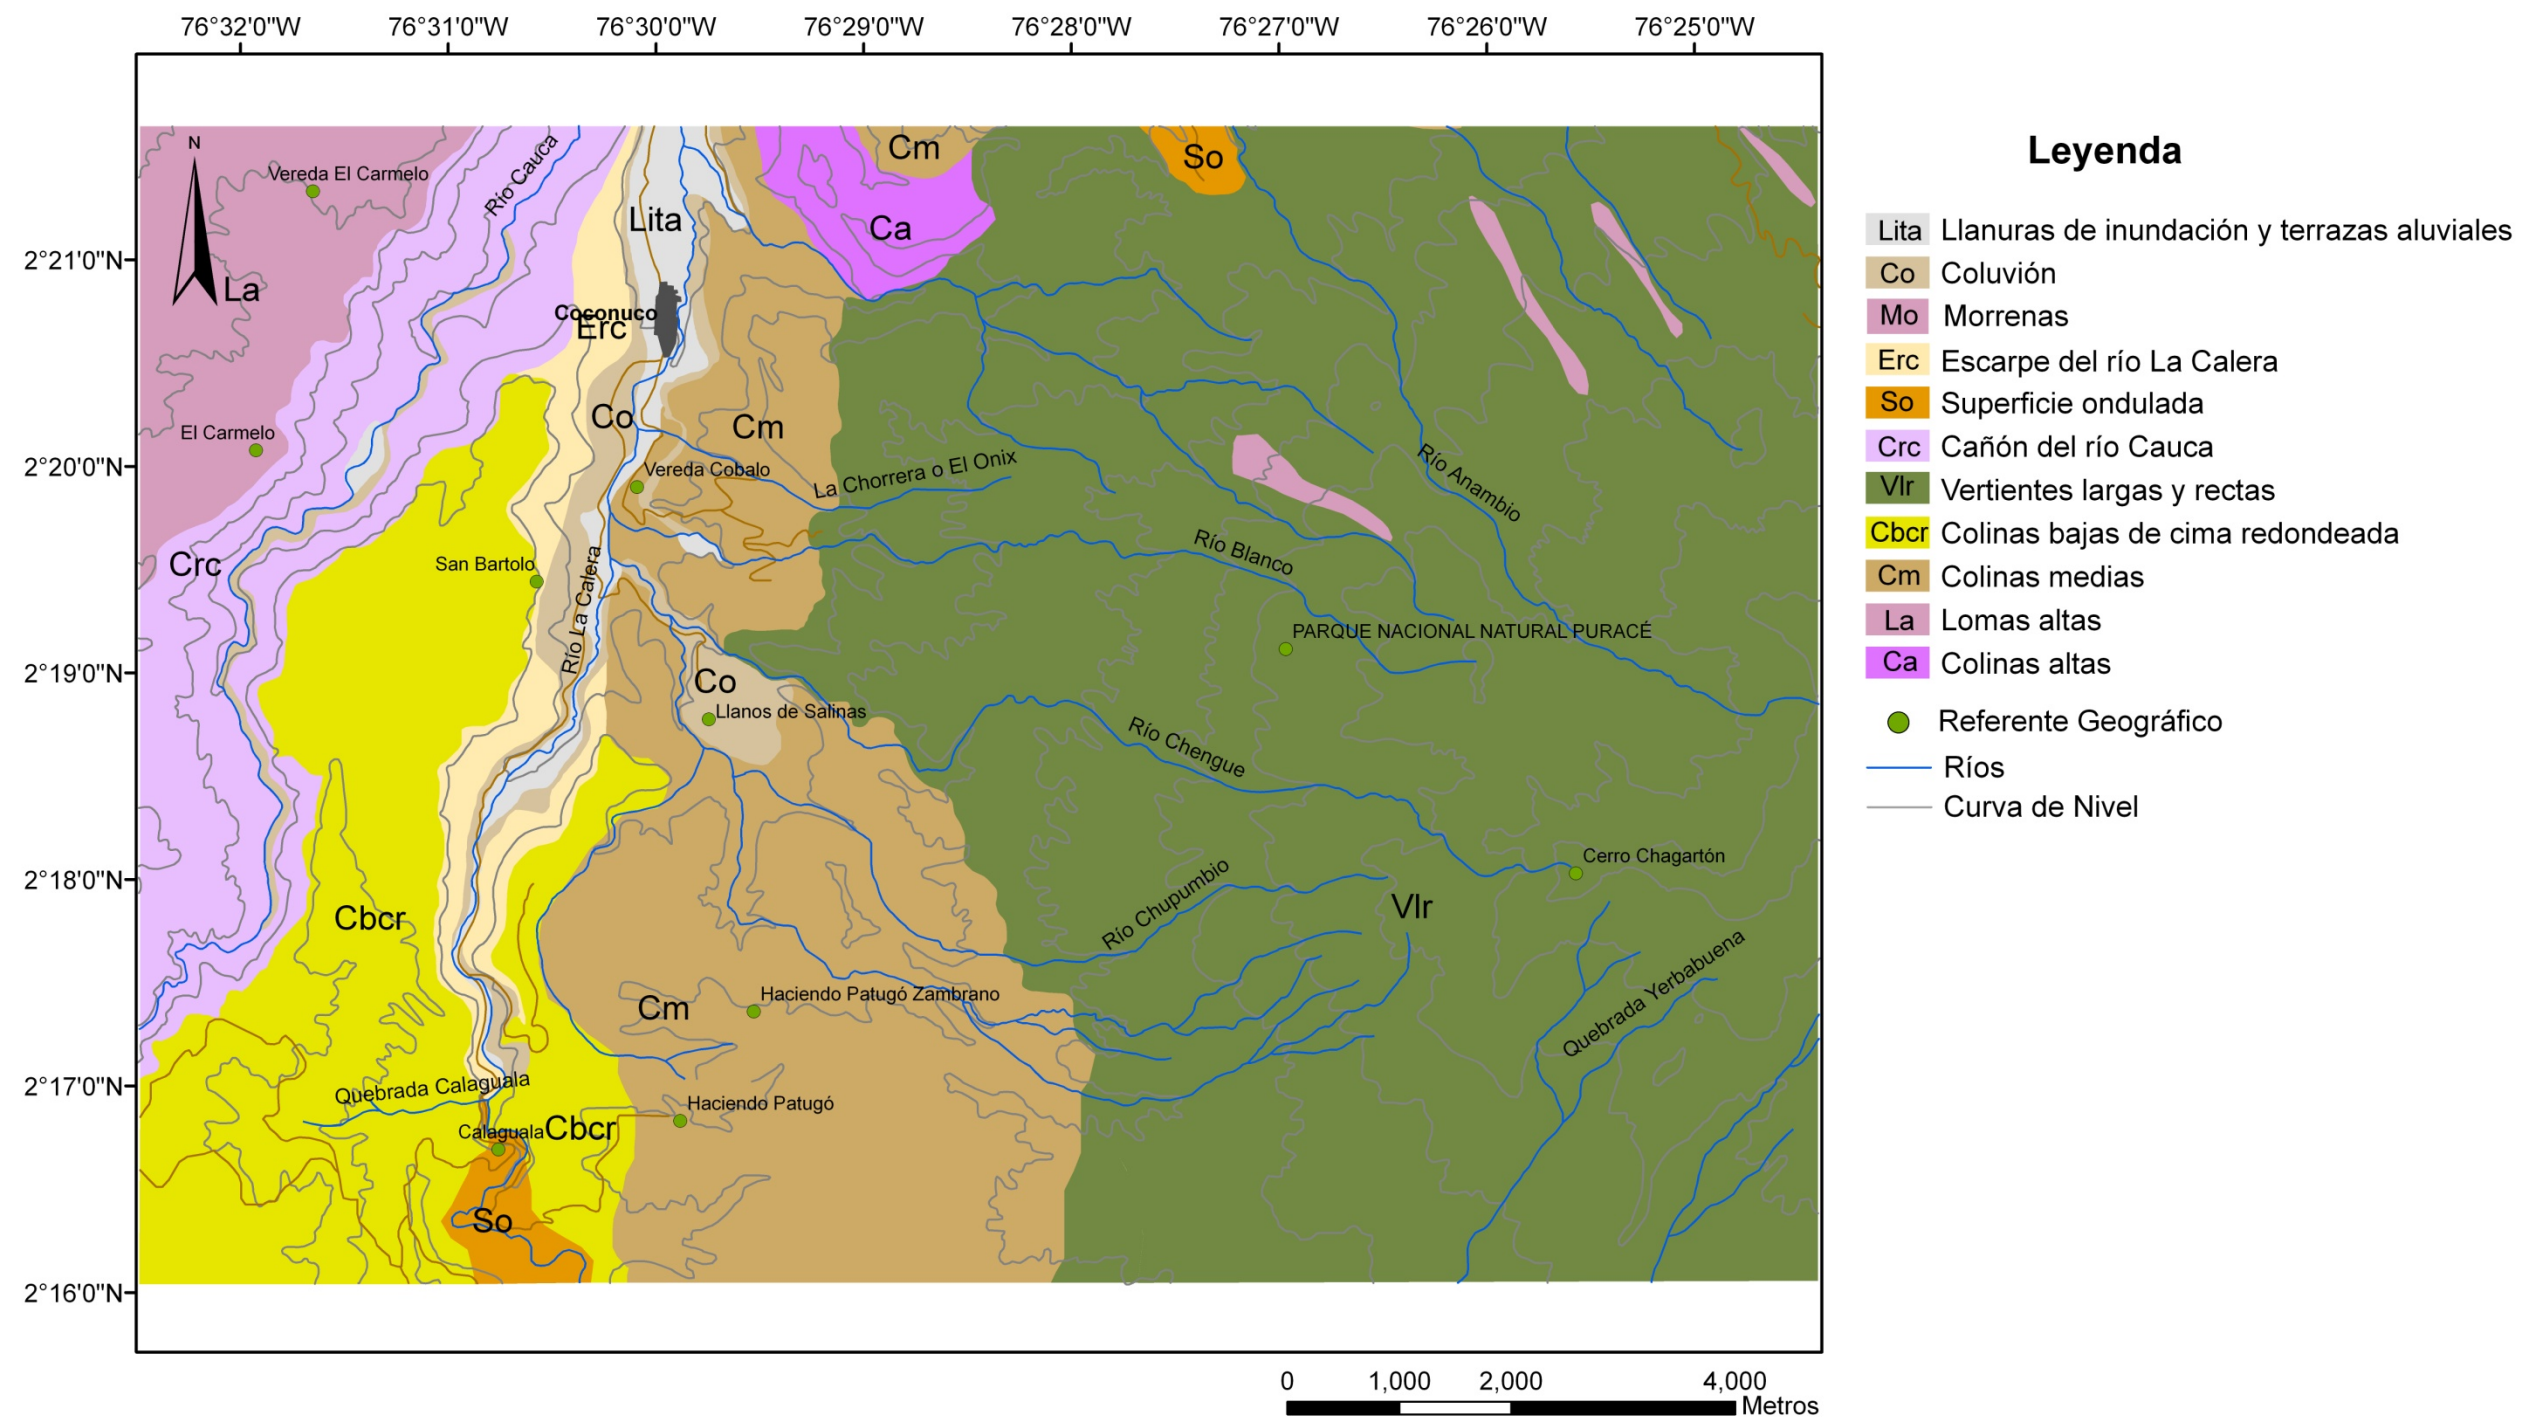 76°32'0"W
76°31'0"W
76°30'0"W
76°29'0"W
76°28'0"W
76°27'0"W
76°26'0"W
76°25'0"W
2°21'0"N
2°20'0"N
2°19'0"N
2°18'0"N
2°17'0"N
2°16'0"N
N
Vereda El Carmelo
Río Cauca
La
Lita
Cm
Ca
So
Coconuco
Erc
Co
Cm
El Carmelo
Vereda Cobalo
La Chorrera o El Onix
Río Anambio
Crc
San Bartolo
Río La Calera
Río Blanco
PARQUE NACIONAL NATURAL PURACÉ
Co
Llanos de Salinas
Río Chengue
Cerro Chagartón
Cbcr
Río Chupumbio
Vlr
Quebrada Yerbabuena
Cm
Haciendo Patugó Zambrano
Quebrada Calaguala
Haciendo Patugó
Calaguala
Cbcr
So
Leyenda
Lita Llanuras de inundación y terrazas aluviales
Co Coluvión
Mo Morrenas
Erc Escarpe del río La Calera
So Superficie ondulada
Crc Cañón del río Cauca
Vlr Vertientes largas y rectas
Cbcr Colinas bajas de cima redondeada
Cm Colinas medias
La Lomas altas
Ca Colinas altas
Referente Geográfico
Ríos
Curva de Nivel
0 1,000 2,000 4,000
Metros